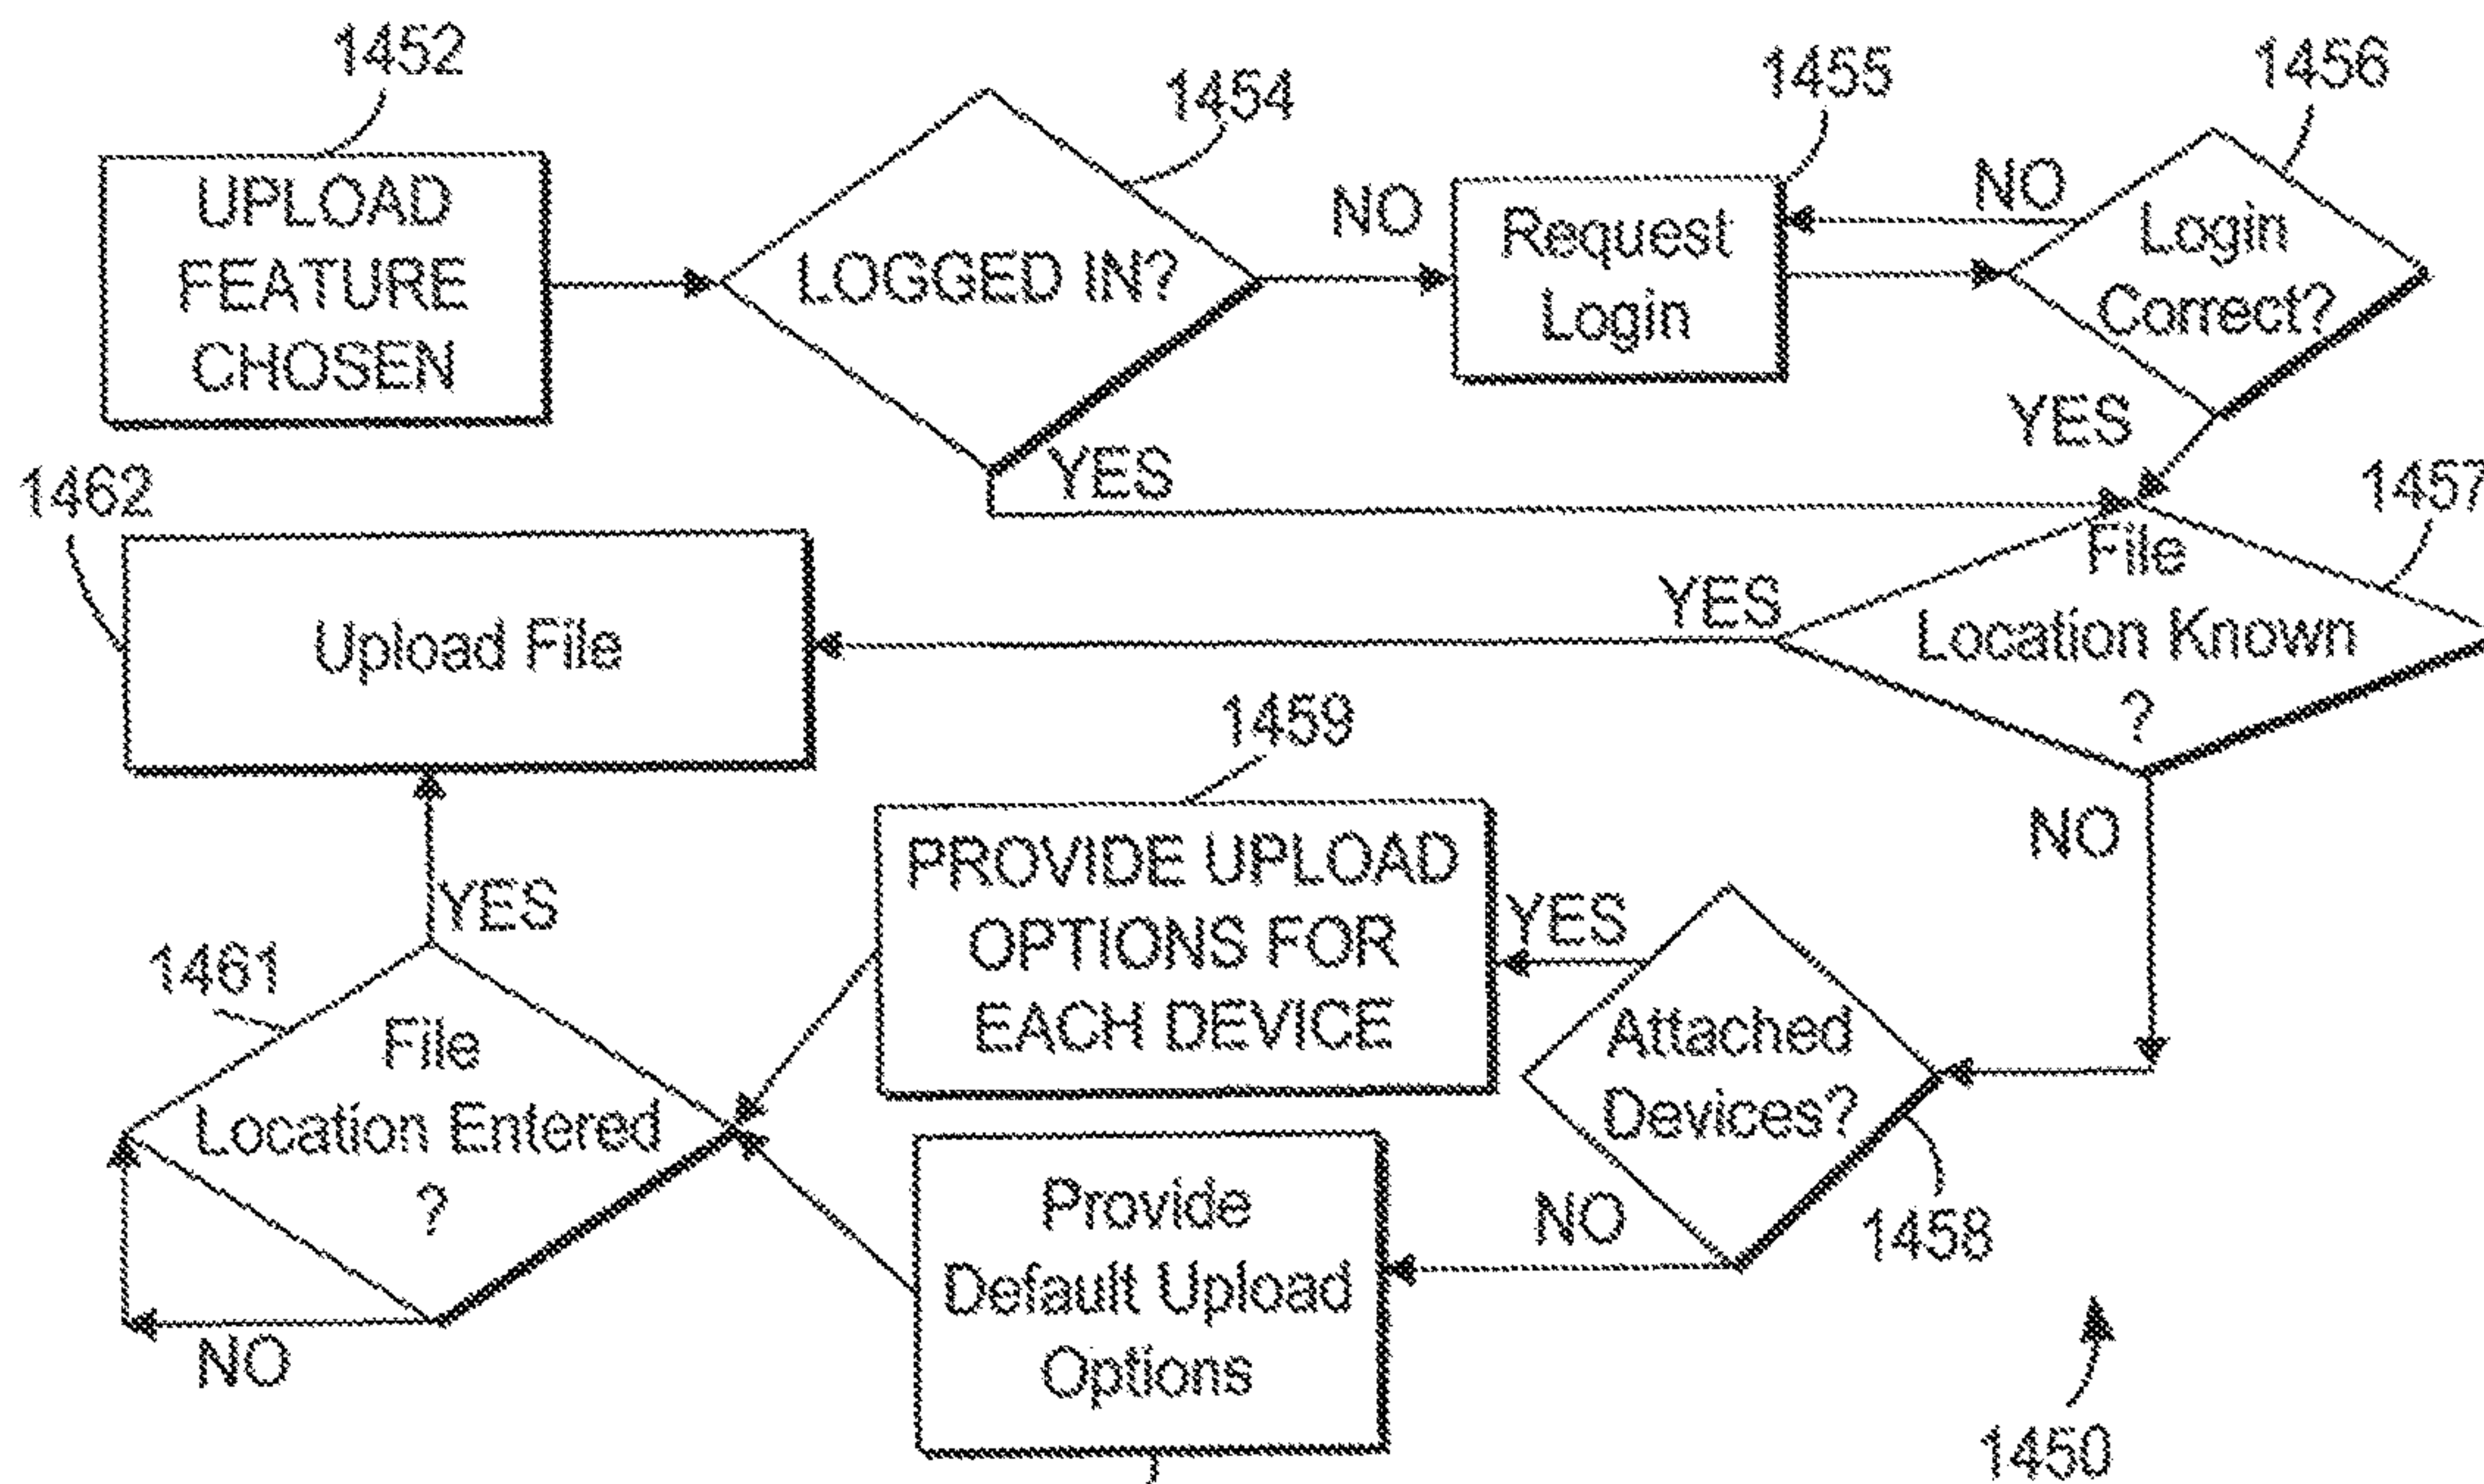 1452
1454
1455
1456
UPLOAD
FEATURE
CHOSEN
LOGGED IN?
NO
Request
Login
NO
Login
Correct?
YES
YES
1462
1457
Upload File
YES
File
Location Known
?
NO
1459
PROVIDE UPLOAD
OPTIONS FOR
EACH DEVICE
YES
Attached
Devices?
1458
NO
YES
1461
File
Location Entered
?
NO
Provide
Default Upload
Options
1450